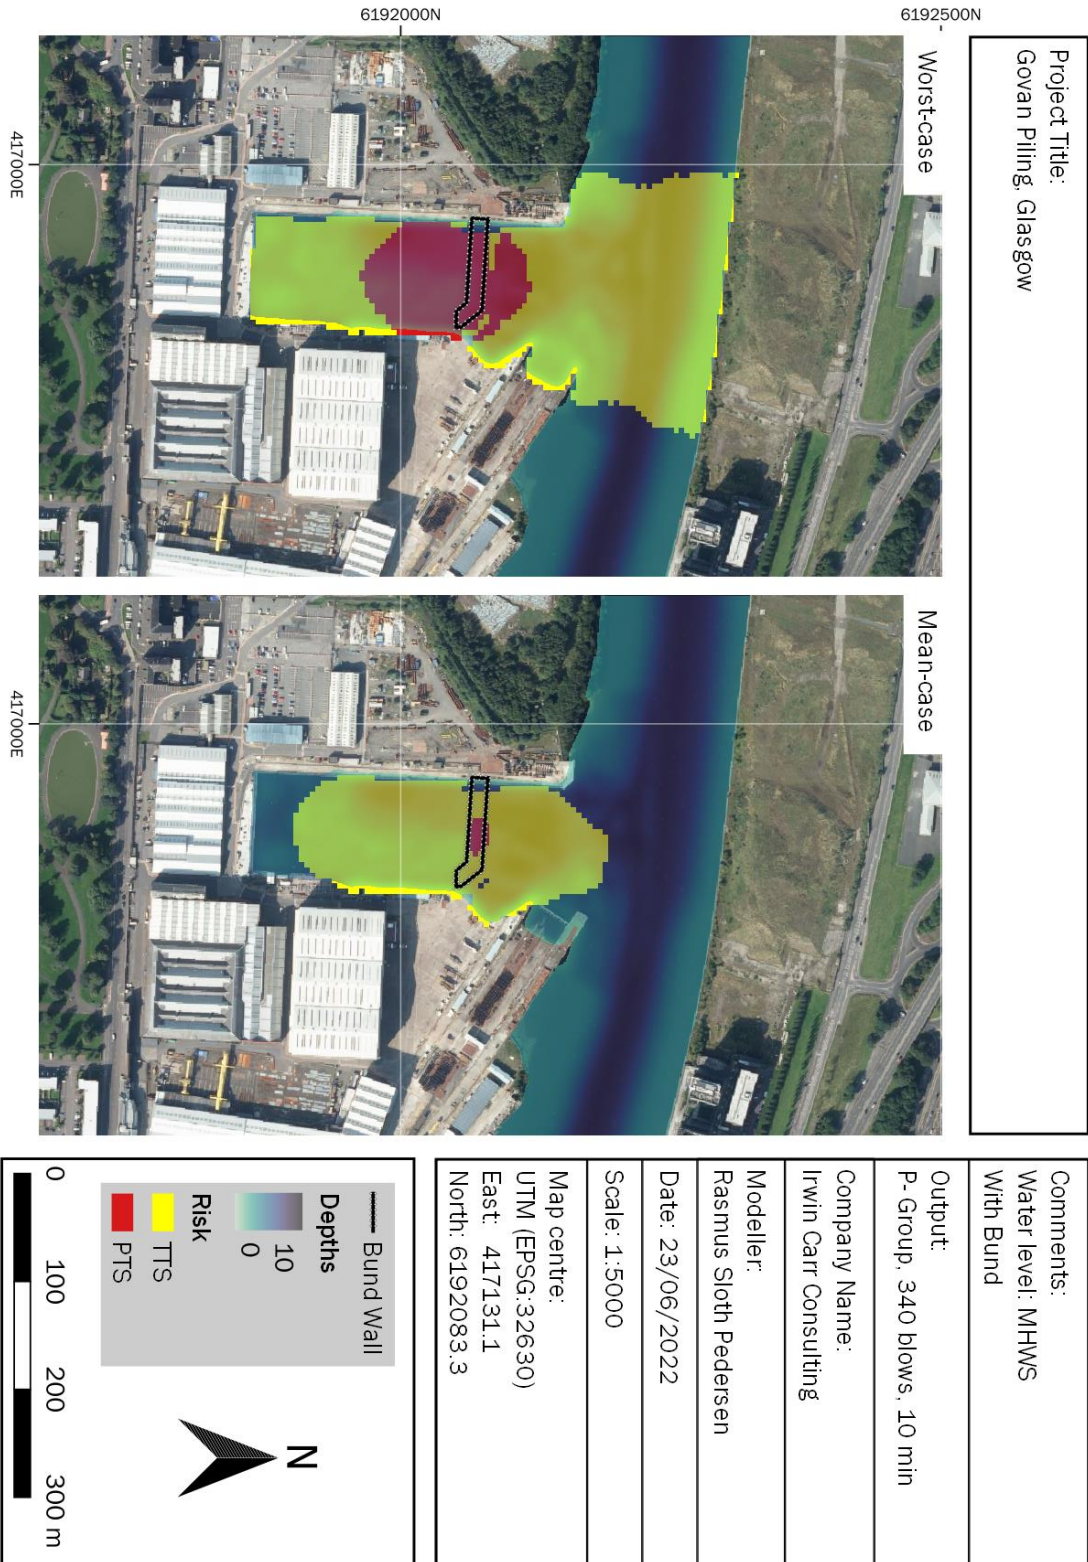 Project Title:
Govan Piling, Glasgow
Worst-case
Mean-case
6192000N
6192500N
417000E
417000E
Comments:
Water level: MHWS
With Bund
Output:
P-Group, 340 blows, 10 min
Company Name:
Irwin Carr Consulting
Modeller:
Rasmus Sloth Pedersen
Date: 23/06/2022
Scale: 1:5000
Map centre:
UTM (EPSG:32630)
East: 417131.1
North: 6192083.3
Bund Wall
Depths
10
0
Risk
TTS
PTS
N
0 100 200 300 m